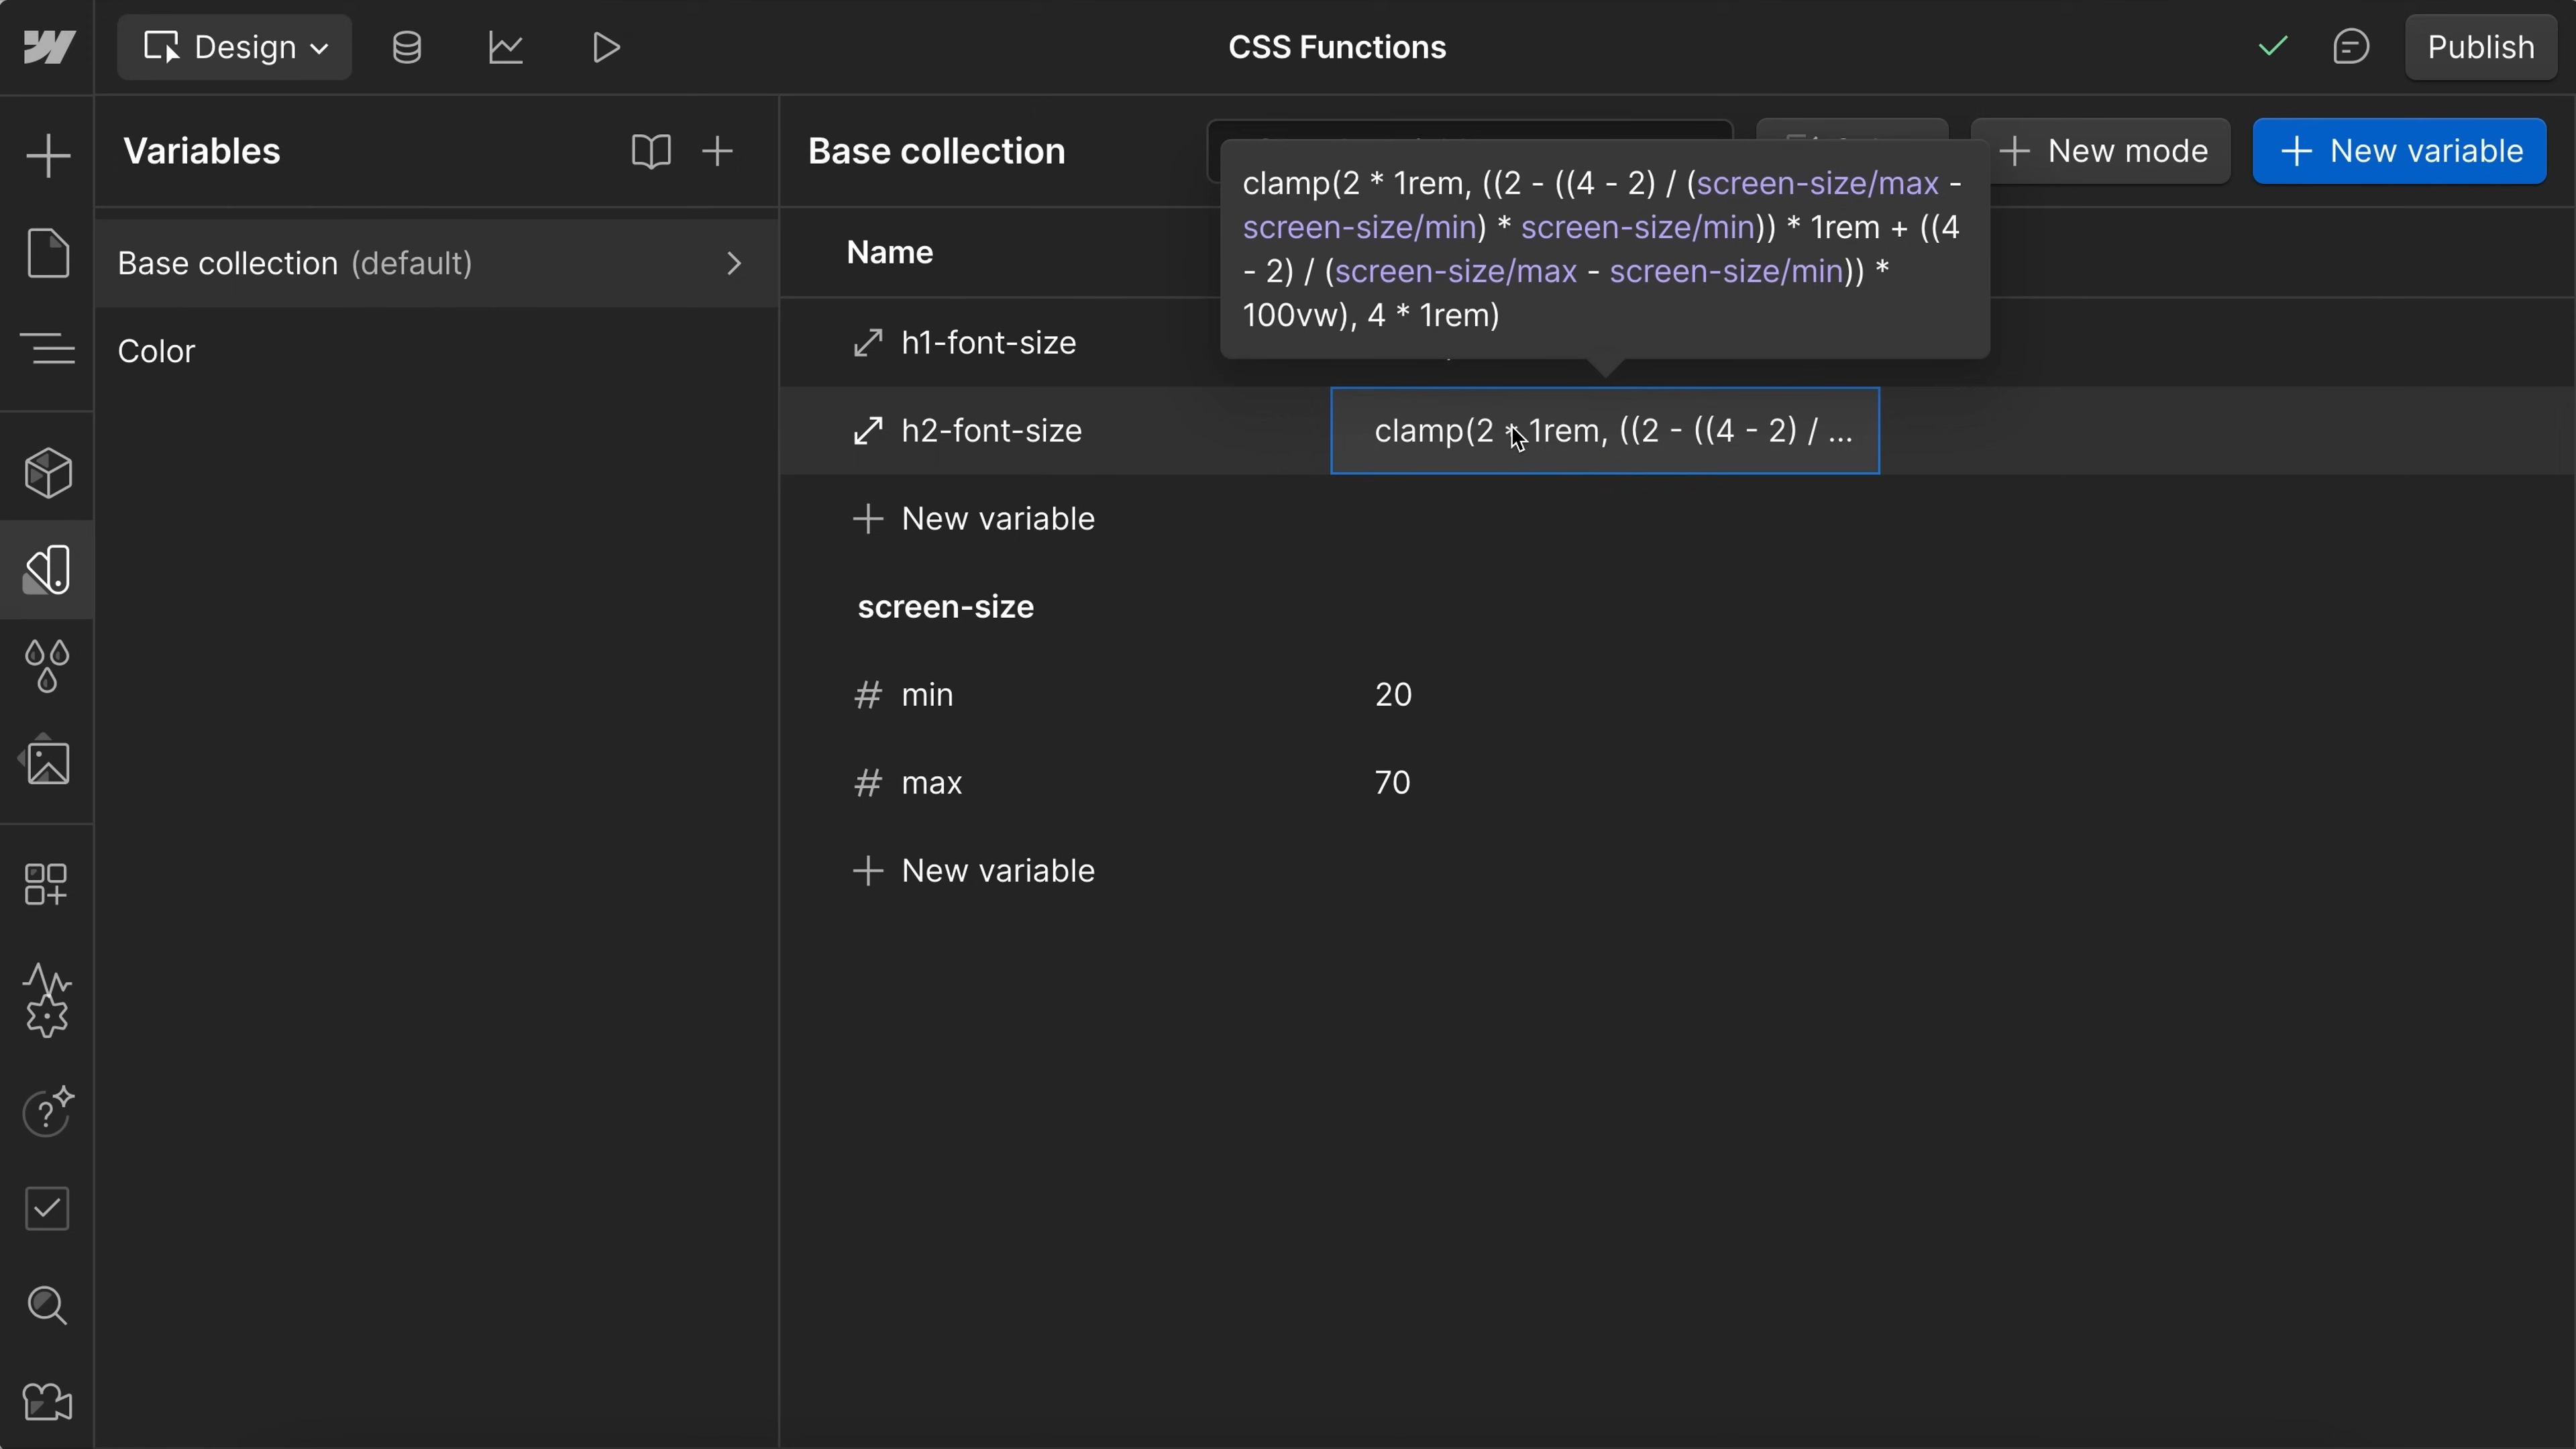 Design
CSS Functions
Publish
Variables
Base collection
New mode
New variable
clamp(2 * 1rem, ((2 - ((4 - 2) / (screen-size/max -
screen-size/min) * screen-size/min)) * 1rem + ((4
- 2) / (screen-size/max - screen-size/min)) *
100vw), 4 * 1rem)
Base collection (default)
Color
Name
h1-font-size
h2-font-size
clamp(2 * 1rem, ((2 - ((4 - 2) / ...
New variable
screen-size
min
20
max
70
New variable